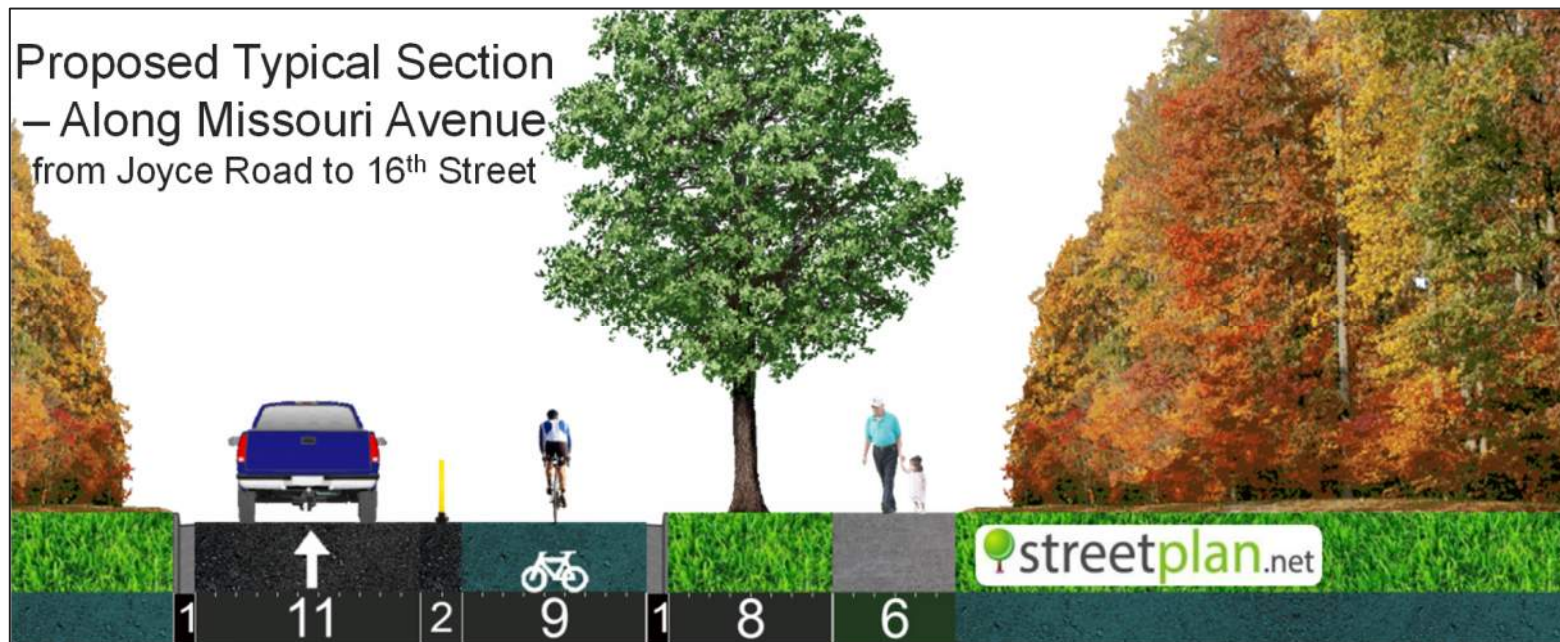 Proposed Typical Section
– Along Missouri Avenue
from Joyce Road to 16th Street
streetplan.net
1 11 2 9 1 8 6